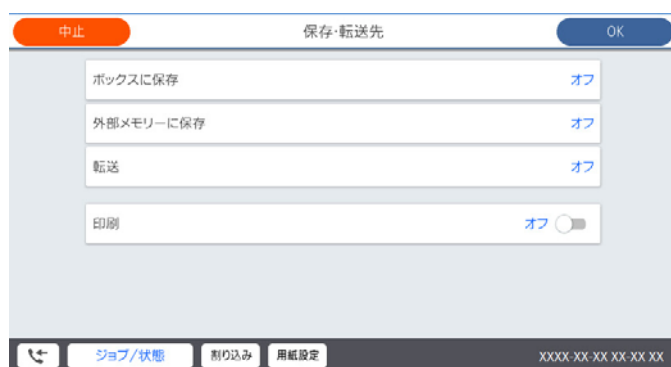 中止 保存・転送先 OK
ボックスに保存 オフ
外部メモリーに保存 オフ
転送 オフ
印刷 オフ
ジョブ/状態 割り込み 用紙設定 XXXX-XX-XX XX-XX XX